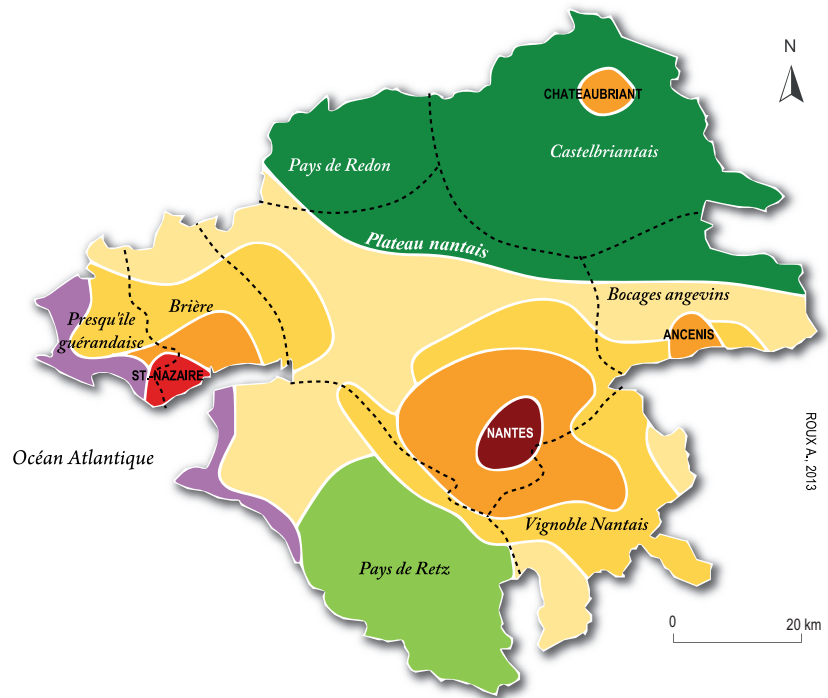 N
CHATEAUBRIANT
Castelbriantais
Pays de Redon
Plateau nantais
Bocages angevins
Brière
Presqu'île
guérandaise
ANCENIS
ST.-NAZAIRE
NANTES
Océan Atlantique
ROUX A., 2013
Vignoble Nantais
Pays de Retz
0 20 km